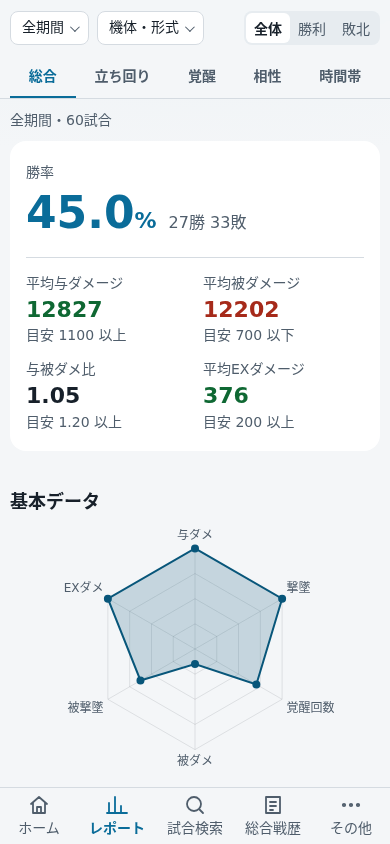 全期間 機体・形式 全体 勝利 敗北
総合 立ち回り 覚醒 相性 時間帯
全期間・60試合
勝率
45.0% 27勝 33敗
平均与ダメージ 平均被ダメージ
12827 12202
目安 1100 以上 目安 700 以下
与被ダメ比 平均EXダメージ
1.05 376
目安 1.20 以上 目安 200 以上
基本データ
与ダメ
EXダメ 撃墜
被撃墜 覚醒回数
被ダメ
ホーム レポート 試合検索 総合戦歴 その他